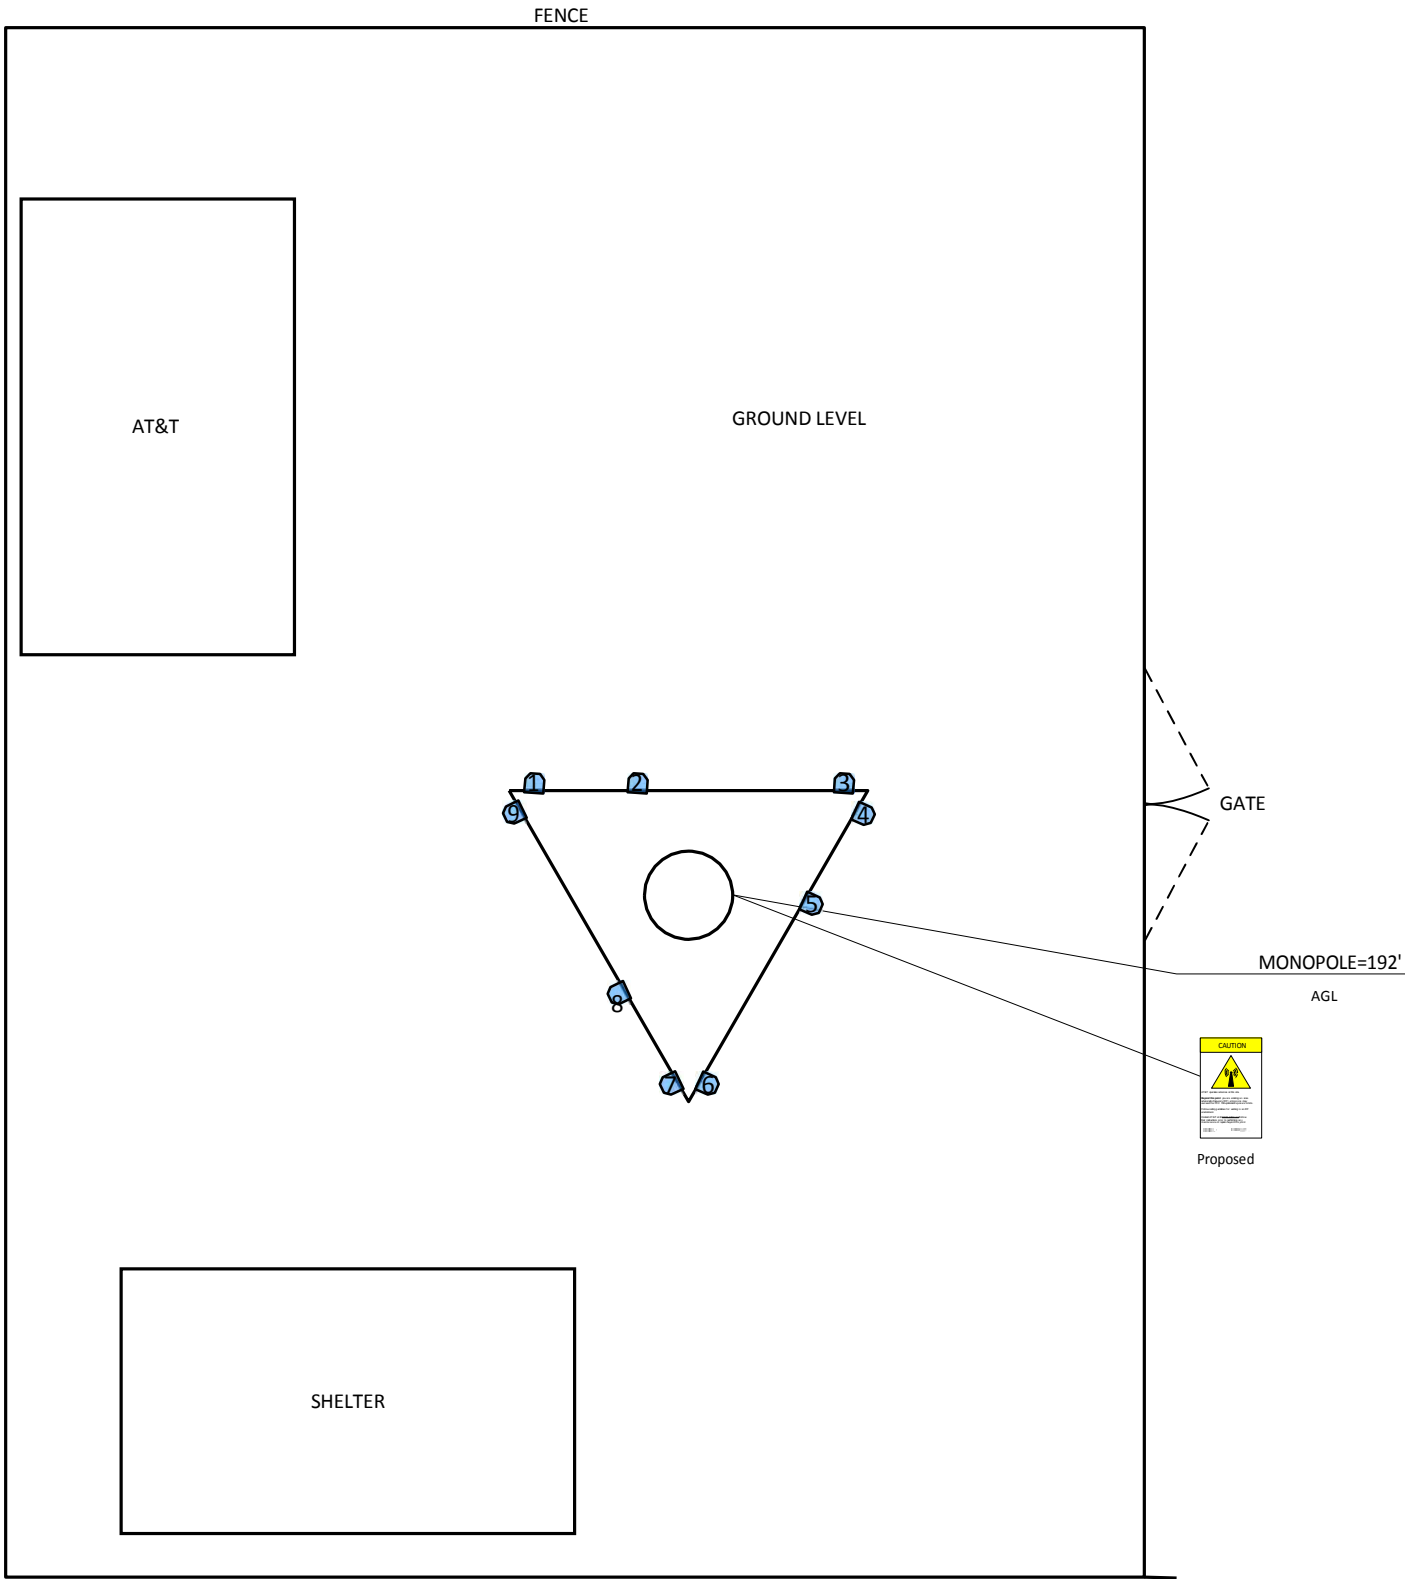 FENCE
AT&T
GROUND LEVEL
1
2
3
9
4
GATE
5
MONOPOLE=192'
AGL
8
CAUTION
7
6
Proposed
SHELTER